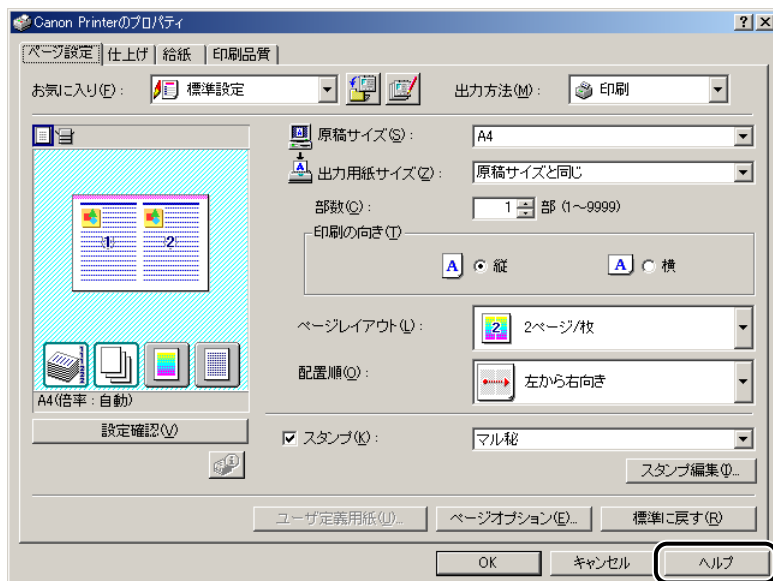 Canon Printerのプロパティ
ページ設定 仕上げ 給紙 印刷品質
お気に入り(F): 標準設定 出力方法(M): 印刷
原稿サイズ(S): A4
出力用紙サイズ(Z): 原稿サイズと同じ
部数(C): 1 部 (1～9999)
印刷の向き(T)
A 縦 A 横
ページレイアウト(L): 2 2ページ/枚
配置順(O): 左から右向き
1 2
A4(倍率:自動)
設定確認(V)
スタンプ(K): マル秘
スタンプ編集(I)...
ユーザ定義用紙(U)... ページオプション(E)... 標準に戻す(R)
OK キャンセル ヘルプ